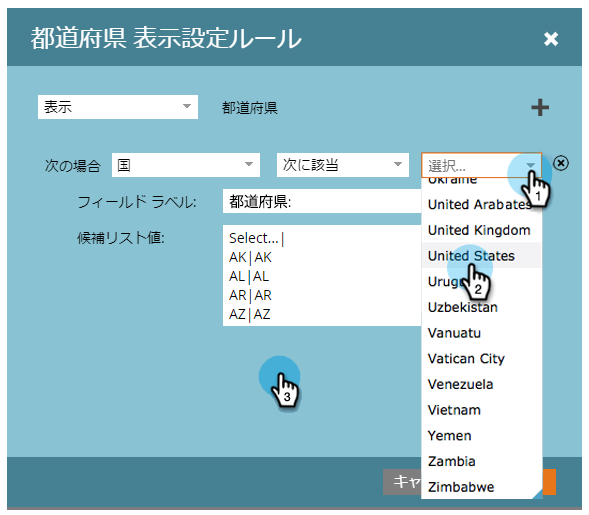 都道府県 表示設定ルール
表示
都道府県
次の場合 国 次に該当 選択...
1
Ukraine
フィールド ラベル: 都道府県:
United Arabates
候補リスト値:
Select...|
AK|AK
AL|AL
AR|AR
AZ|AZ
United Kingdom
United States
2
Uzbekistan
Vanuatu
Vatican City
Venezuela
Vietnam
Yemen
Zambia
Zimbabwe
3
キャ